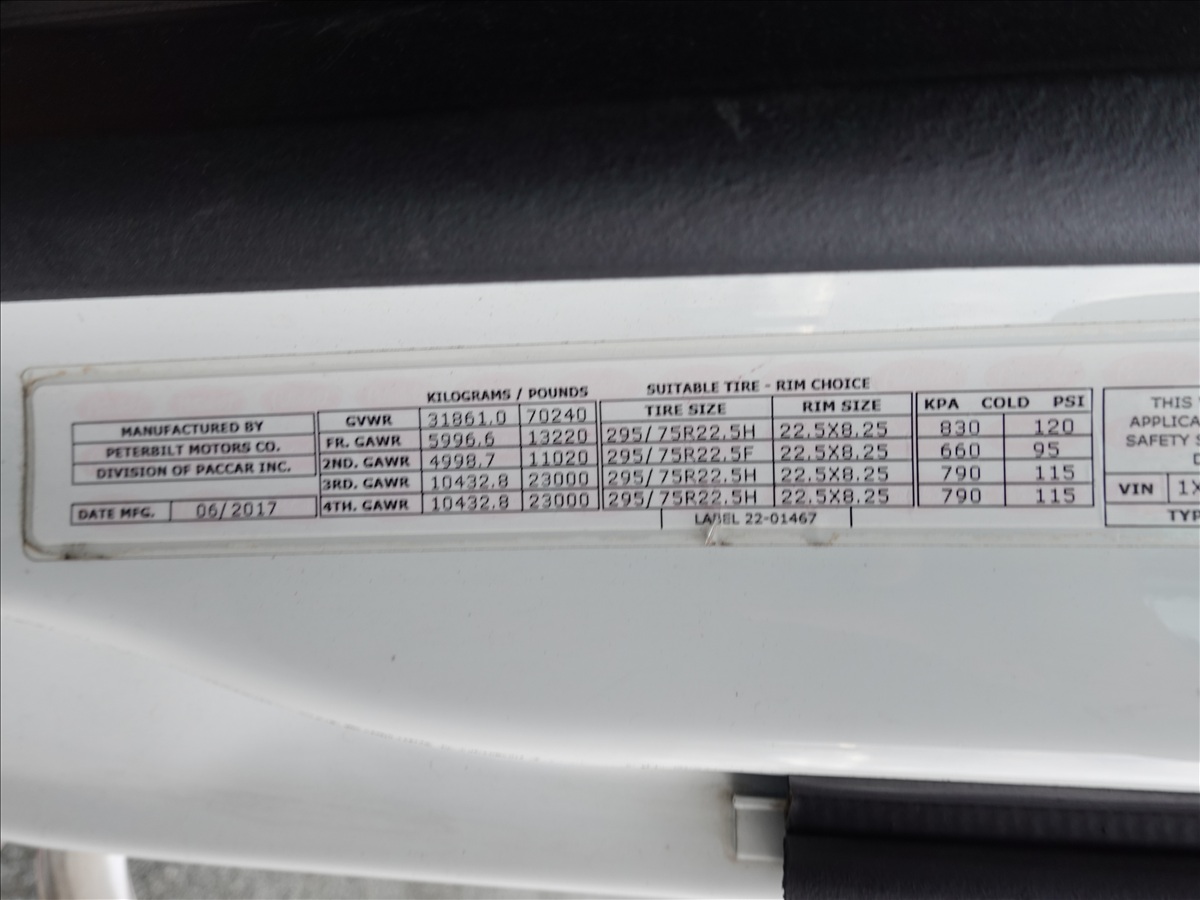 KILOGRAMS / POUNDS SUITABLE TIRE - RIM CHOICE
MANUFACTURED BY
PETERBILT MOTORS CO.
DIVISION OF PACCAR INC.
DATE MFG. 06/2017
GVWR 31861.0 70240 TIRE SIZE RIM SIZE KPA COLD PSI
FR. GAWR 5996.6 13220 295/75R22.5H 22.5X8.25 830 120
2ND. GAWR 4998.7 11020 295/75R22.5F 22.5X8.25 660 95
3RD. GAWR 10432.8 23000 295/75R22.5H 22.5X8.25 790 115
4TH. GAWR 10432.8 23000 295/75R22.5H 22.5X8.25 790 115
LABEL 22-01467
THIS
APPLICA
SAFETY S
D
VIN 1X
TYP